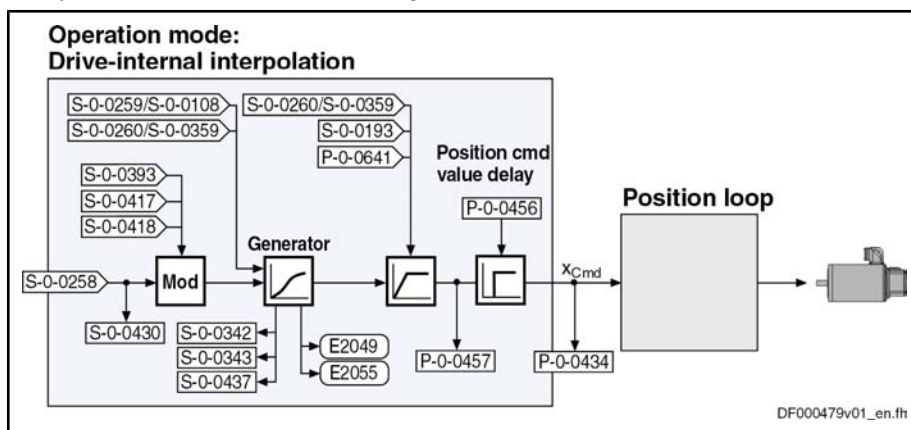 Operation mode:
Drive-internal interpolation
S-0-0259/S-0-0108
S-0-0260/S-0-0359
S-0-0260/S-0-0359
S-0-0193
P-0-0641
S-0-0393
S-0-0417
S-0-0418
Position cmd
value delay
P-0-0456
Position loop
Generator
S-0-0258
Mod
xCmd
S-0-0430
S-0-0342
S-0-0343
S-0-0437
E2049
E2055
P-0-0457
P-0-0434